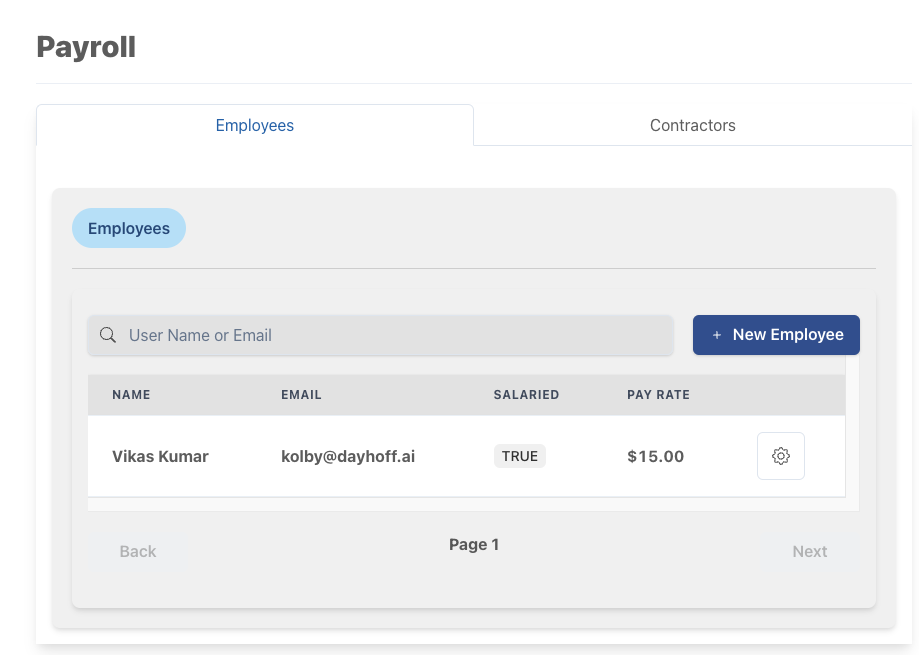 Payroll
Employees Contractors
Employees
User Name or Email + New Employee
NAME EMAIL SALARIED PAY RATE
Vikas Kumar kolby@dayhoff.ai TRUE $15.00
Back Page 1 Next